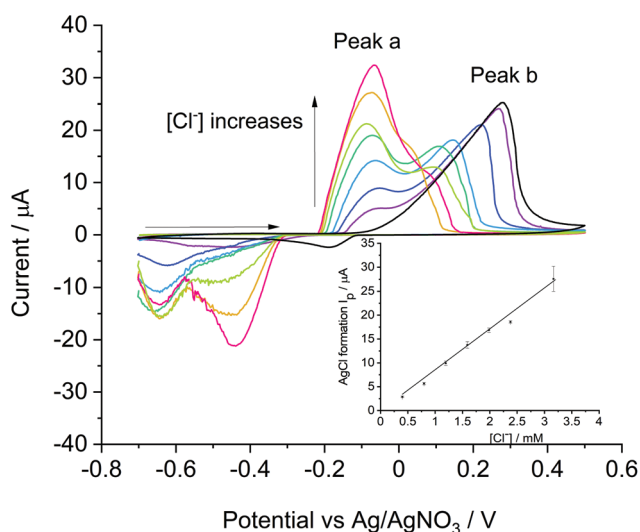 40
30
20
10
0
-10
-20
-30
-40
Current / μA
Peak a
Peak b
[Cl⁻] increases
35
30
25
20
15
10
5
0
AgCl formation Iₚ / μA
0 0.5 1 1.5 2 2.5 3 3.5 4
[Cl⁻] / mM
-0.8 -0.6 -0.4 -0.2 0 0.2 0.4 0.6
Potential vs Ag/AgNO₃ / V